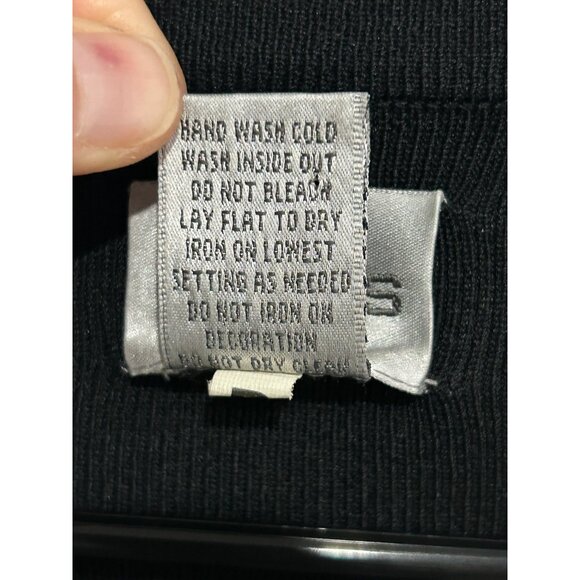 HAND WASH COLD
WASH INSIDE OUT
DO NOT BLEACH
LAY FLAT TO DRY
IRON ON LOWEST
SETTING AS NEEDED
DO NOT IRON ON
DECORATION
DO NOT DRY CLEAN